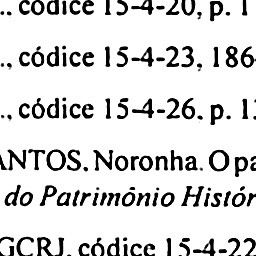 ., códice 15-4-20, p. 1
., códice 15-4-23, 186
., códice 15-4-26, p. 1
ANTOS, Noronha. O pa
do Patrimônio Histór
GCRJ, códice 15-4-22